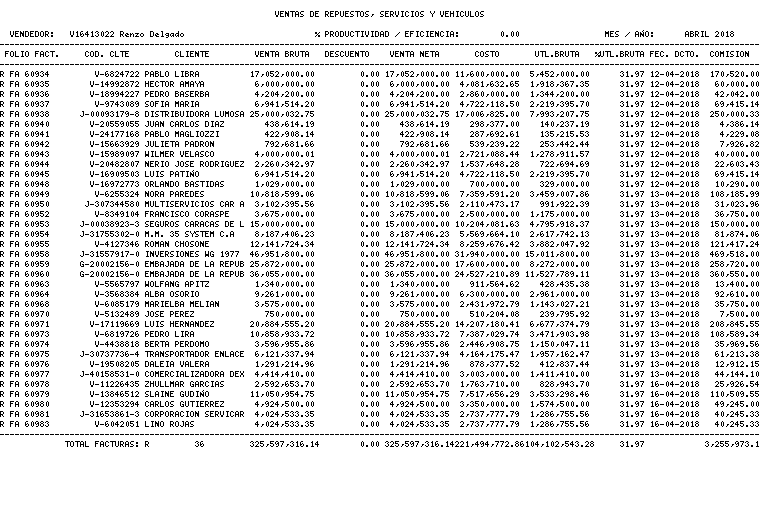 VENTAS DE REPUESTOS, SERVICIOS Y VEHICULOS
VENDEDOR: V16413022 Renzo Delgado % PRODUCTIVIDAD / EFICIENCIA: 0.00 MES / AÑO: ABRIL 2018
FOLIO FACT. COD. CLTE CLIENTE VENTA BRUTA DESCUENTO VENTA NETA COSTO UTL.BRUTA %UTL.BRUTA FEC. DCTO. COMISION
R FA 60934 V-6824722 PABLO LIBRA 17,052,000.00 0.00 17,052,000.00 11,600,000.00 5,452,000.00 31.97 12-04-2018 170,520.00
R FA 60935 V-14992872 HECTOR AMAYA 6,000,000.00 0.00 6,000,000.00 4,081,632.65 1,918,367.35 31.97 12-04-2018 60,000.00
R FA 60936 V-18994227 PEDRO BASERBA 4,204,200.00 0.00 4,204,200.00 2,860,000.00 1,344,200.00 31.97 12-04-2018 42,042.00
R FA 60937 V-9743089 SOFIA MARIA 6,941,514.20 0.00 6,941,514.20 4,722,118.50 2,219,395.70 31.97 12-04-2018 69,415.14
R FA 60938 J-00093179-8 DISTRIBUIDORA LUMOSA 25,000,032.75 0.00 25,000,032.75 17,006,825.00 7,993,207.75 31.97 12-04-2018 250,000.33
R FA 60940 V-20559055 JUAN CARLOS DIAZ 438,614.19 0.00 438,614.19 298,377.00 140,237.19 31.97 12-04-2018 4,386.14
R FA 60941 V-24177168 PABLO MAGLIOZZI 422,908.14 0.00 422,908.14 287,692.61 135,215.53 31.97 12-04-2018 4,229.08
R FA 60942 V-15663929 JULIETA PADRON 792,681.66 0.00 792,681.66 539,239.22 253,442.44 31.97 12-04-2018 7,926.82
R FA 60943 V-15989097 WILMER VELASCO 4,000,000.01 0.00 4,000,000.01 2,721,088.44 1,278,911.57 31.97 12-04-2018 40,000.00
R FA 60944 V-20482807 NERIO JOSE RODRIGUEZ 2,260,342.97 0.00 2,260,342.97 1,537,648.28 722,694.69 31.97 12-04-2018 22,603.43
R FA 60945 V-16909503 LUIS PATIÑO 6,941,514.20 0.00 6,941,514.20 4,722,118.50 2,219,395.70 31.97 12-04-2018 69,415.14
R FA 60948 V-16972773 ORLANDO BASTIDAS 1,029,000.00 0.00 1,029,000.00 700,000.00 329,000.00 31.97 12-04-2018 10,290.00
R FA 60949 V-6255324 NORA PAREDES 10,818,599.06 0.00 10,818,599.06 7,359,591.20 3,459,007.86 31.97 13-04-2018 108,185.99
R FA 60950 J-307344580 MULTISERVICIOS CAR A 3,102,395.56 0.00 3,102,395.56 2,110,473.17 991,922.39 31.97 13-04-2018 31,023.96
R FA 60952 V-8349104 FRANCISCO CORASPE 3,675,000.00 0.00 3,675,000.00 2,500,000.00 1,175,000.00 31.97 13-04-2018 36,750.00
R FA 60953 J-00038923-3 SEGUROS CARACAS DE L 15,000,000.00 0.00 15,000,000.00 10,204,081.63 4,795,918.37 31.97 13-04-2018 150,000.00
R FA 60954 J-31755302-0 M.M. 35 SYSTEM C.A 8,187,406.23 0.00 8,187,406.23 5,569,664.10 2,617,742.13 31.97 13-04-2018 81,874.06
R FA 60955 V-4127346 ROMAN CHOSONE 12,141,724.34 0.00 12,141,724.34 8,259,676.42 3,882,047.92 31.97 13-04-2018 121,417.24
R FA 60958 J-31557917-0 INVERSIONES WG 1977 46,951,800.00 0.00 46,951,800.00 31,940,000.00 15,011,800.00 31.97 13-04-2018 469,518.00
R FA 60959 G-20002156-0 EMBAJADA DE LA REPUB 25,872,000.00 0.00 25,872,000.00 17,600,000.00 8,272,000.00 31.97 13-04-2018 258,720.00
R FA 60960 G-20002156-0 EMBAJADA DE LA REPUB 36,055,000.00 0.00 36,055,000.00 24,527,210.89 11,527,789.11 31.97 13-04-2018 360,550.00
R FA 60963 V-5565797 WOLFANG APITZ 1,340,000.00 0.00 1,340,000.00 911,564.62 428,435.38 31.97 13-04-2018 13,400.00
R FA 60964 V-3568384 ALBA OSORIO 9,261,000.00 0.00 9,261,000.00 6,300,000.00 2,961,000.00 31.97 13-04-2018 92,610.00
R FA 60968 V-6085179 MARIELBA MELIAN 3,575,000.00 0.00 3,575,000.00 2,431,972.79 1,143,027.21 31.97 13-04-2018 35,750.00
R FA 60970 V-5132489 JOSE PEREZ 750,000.00 0.00 750,000.00 510,204.08 239,795.92 31.97 13-04-2018 7,500.00
R FA 60971 V-17119669 LUIS HERNANDEZ 20,884,555.20 0.00 20,884,555.20 14,207,180.41 6,677,374.79 31.97 13-04-2018 208,845.55
R FA 60973 V-6819726 PEDRO LIRA 10,858,933.72 0.00 10,858,933.72 7,387,029.74 3,471,903.98 31.97 13-04-2018 108,589.34
R FA 60974 V-4438818 BERTA PERDOMO 3,596,955.86 0.00 3,596,955.86 2,446,908.75 1,150,047.11 31.97 13-04-2018 35,969.56
R FA 60975 J-30737736-4 TRANSPORTADOR ENLACE 6,121,337.94 0.00 6,121,337.94 4,164,175.47 1,957,162.47 31.97 13-04-2018 61,213.38
R FA 60976 V-19508205 DALEIA VALERA 1,291,214.96 0.00 1,291,214.96 878,377.52 412,837.44 31.97 13-04-2018 12,912.15
R FA 60977 J-40158531-0 COMERCIALIZADORA DEX 4,414,410.00 0.00 4,414,410.00 3,003,000.00 1,411,410.00 31.97 16-04-2018 44,144.10
R FA 60978 V-11226435 ZHULLMAR GARCIAS 2,592,653.70 0.00 2,592,653.70 1,763,710.00 828,943.70 31.97 16-04-2018 25,926.54
R FA 60979 V-13846512 SLAINE GUDIÑO 11,050,954.75 0.00 11,050,954.75 7,517,656.29 3,533,298.46 31.97 16-04-2018 110,509.55
R FA 60980 V-12353294 CARLOS GUTIERREZ 4,924,500.00 0.00 4,924,500.00 3,350,000.00 1,574,500.00 31.97 16-04-2018 49,245.00
R FA 60981 J-31653861-3 CORPORACION SERVICAR 4,024,533.35 0.00 4,024,533.35 2,737,777.79 1,286,755.56 31.97 16-04-2018 40,245.33
R FA 60983 V-6042051 LINO ROJAS 4,024,533.35 0.00 4,024,533.35 2,737,777.79 1,286,755.56 31.97 16-04-2018 40,245.33
TOTAL FACTURAS: R 36 325,597,316.14 0.00 325,597,316.14 221,494,772.86 104,102,543.28 31.97 3,255,973.1